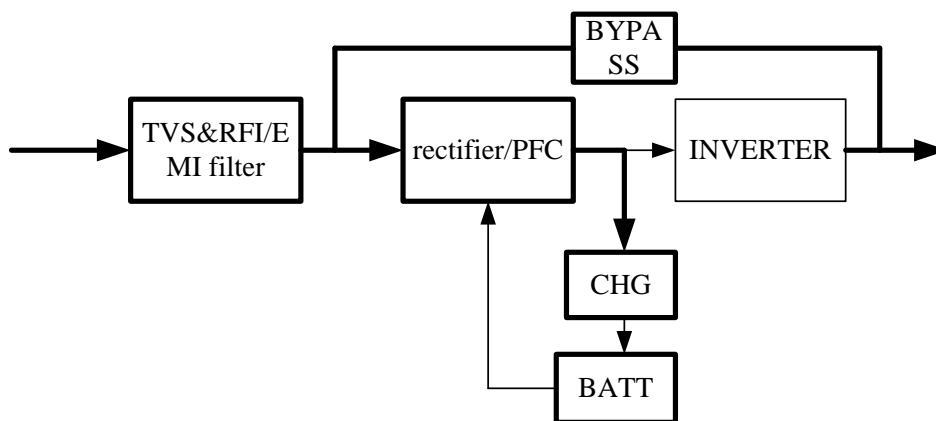 BYPA
SS
TVS&RFI/E
MI filter
rectifier/PFC
INVERTER
CHG
BATT